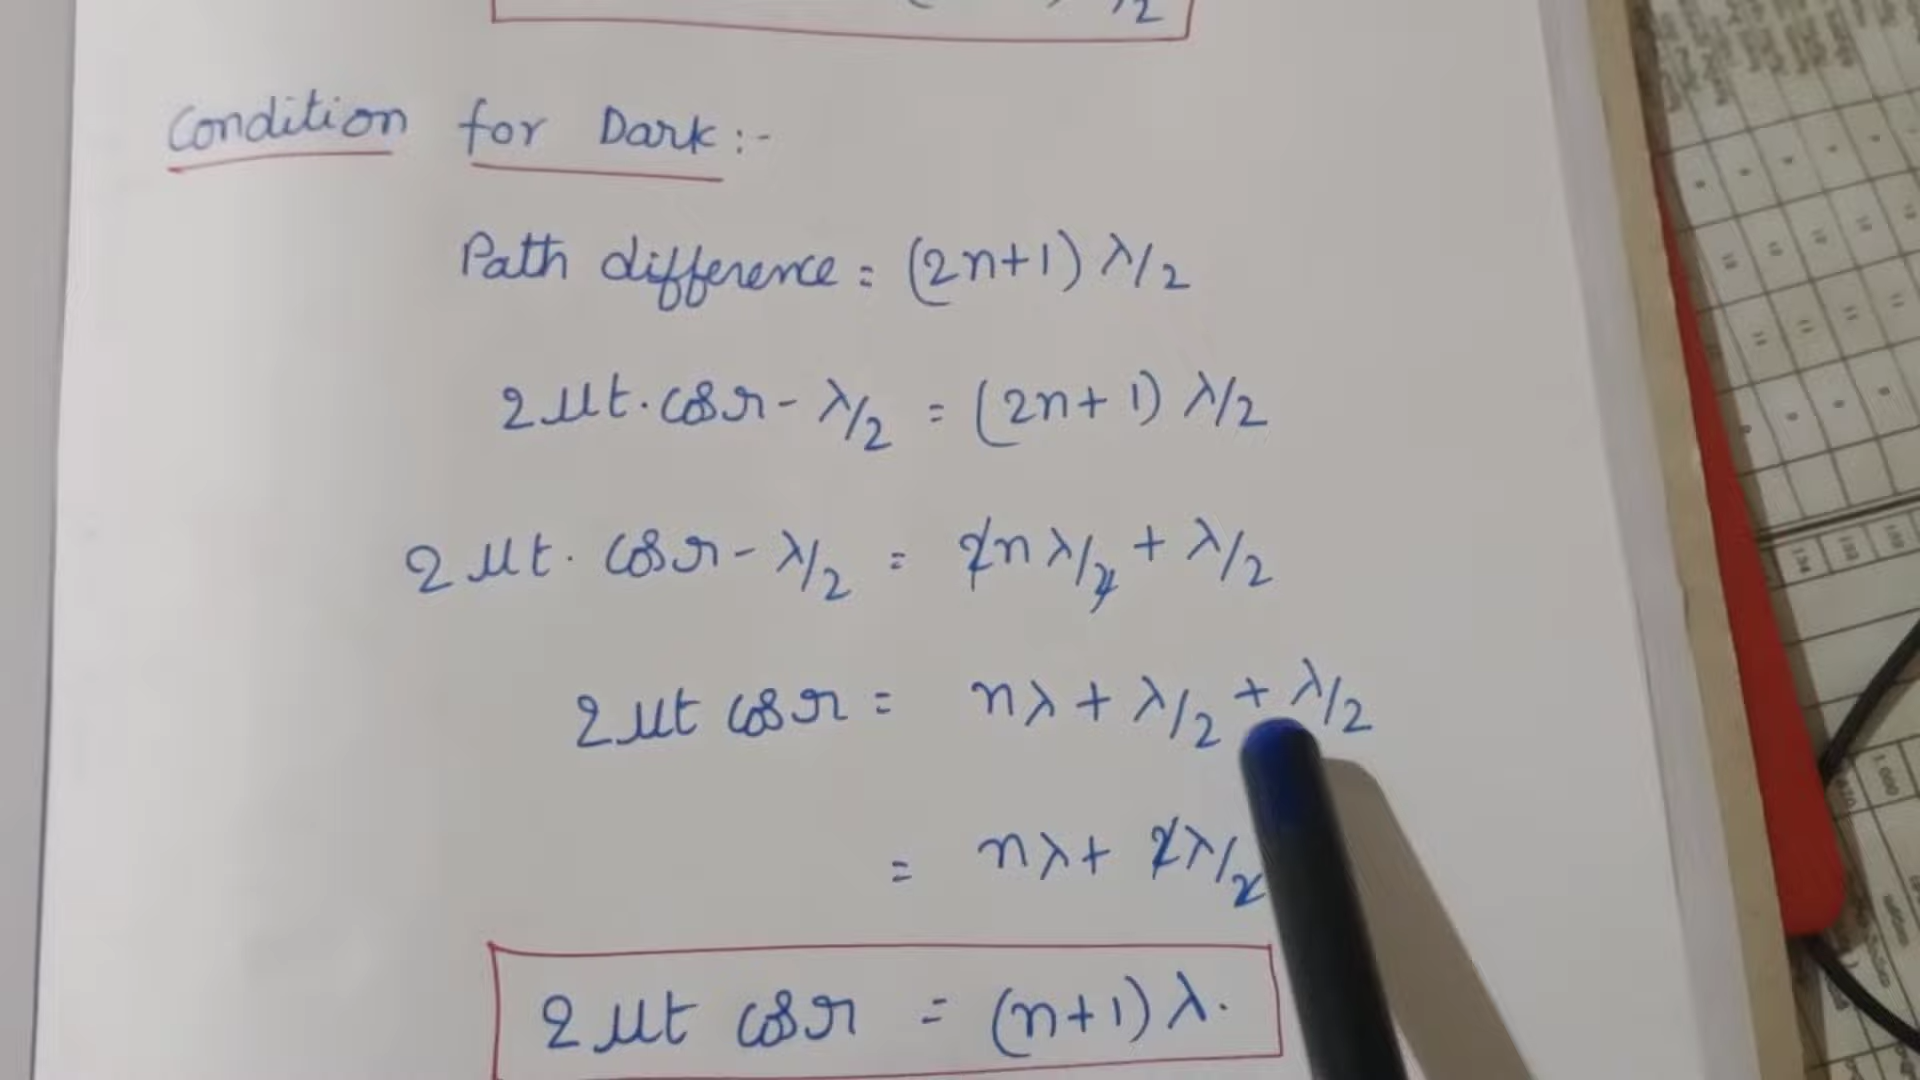 Condition for Dark:-
Path difference = (2n+1) λ/2
2μt. cosr - λ/2 = (2n+1) λ/2
2μt. cosr - λ/2 = 2nλ/2 + λ/2
2μt cosr = nλ + λ/2 + λ/2
= nλ + 2λ/2
2μt cosr = (n+1) λ.